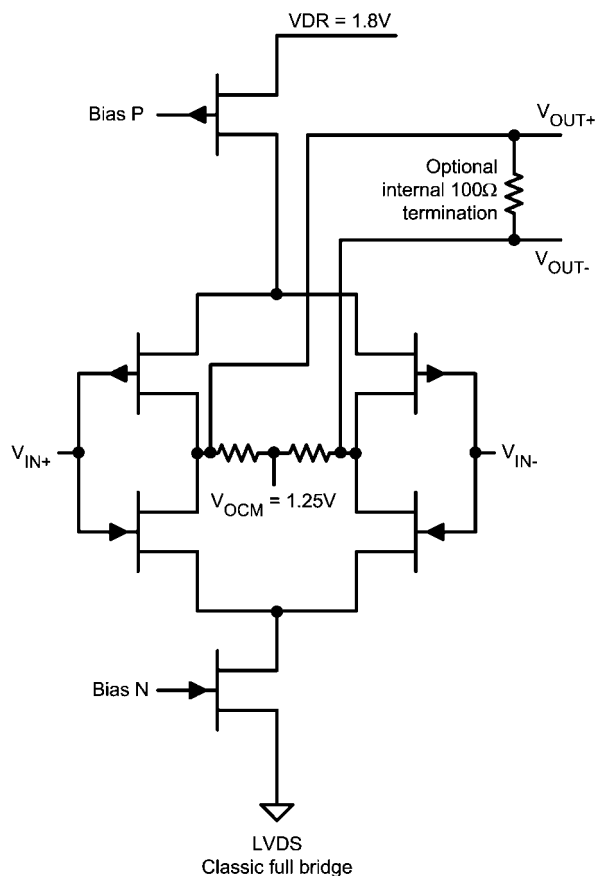 VDR = 1.8V
Bias P
VOUT+
Optional
internal 100Ω
termination
VOUT-
VIN+
VIN-
VOCM = 1.25V
Bias N
LVDS
Classic full bridge